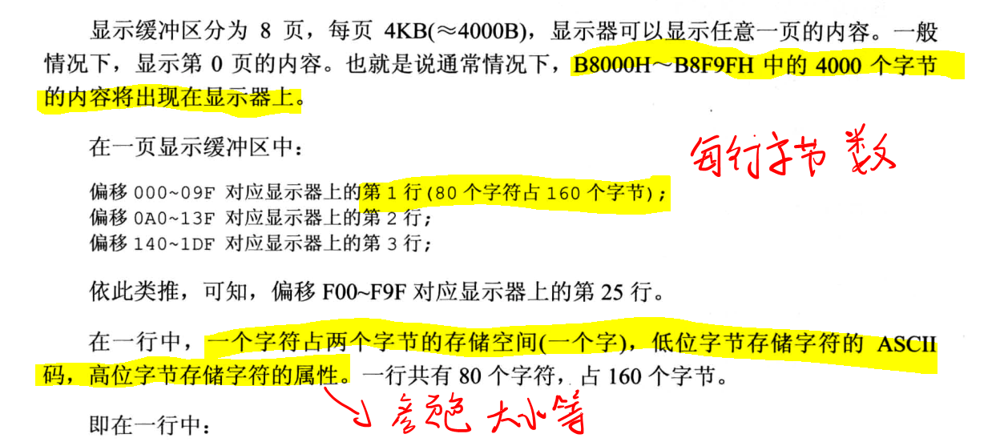 显示缓冲区分为 8 页，每页 4KB(≈4000B)，显示器可以显示任意一页的内容。一般
情况下，显示第 0 页的内容。也就是说通常情况下，B8000H～B8F9FH 中的 4000 个字节
的内容将出现在显示器上。
在一页显示缓冲区中：
每行字节 数
偏移 000~09F 对应显示器上的第 1 行(80 个字符占 160 个字节)；
偏移 0A0~13F 对应显示器上的第 2 行；
偏移 140~1DF 对应显示器上的第 3 行；
依此类推，可知，偏移 F00~F9F 对应显示器上的第 25 行。
在一行中，一个字符占两个字节的存储空间(一个字)，低位字节存储字符的 ASCII
码，高位字节存储字符的属性。一行共有 80 个字符，占 160 个字节。
大小等
即在一行中：